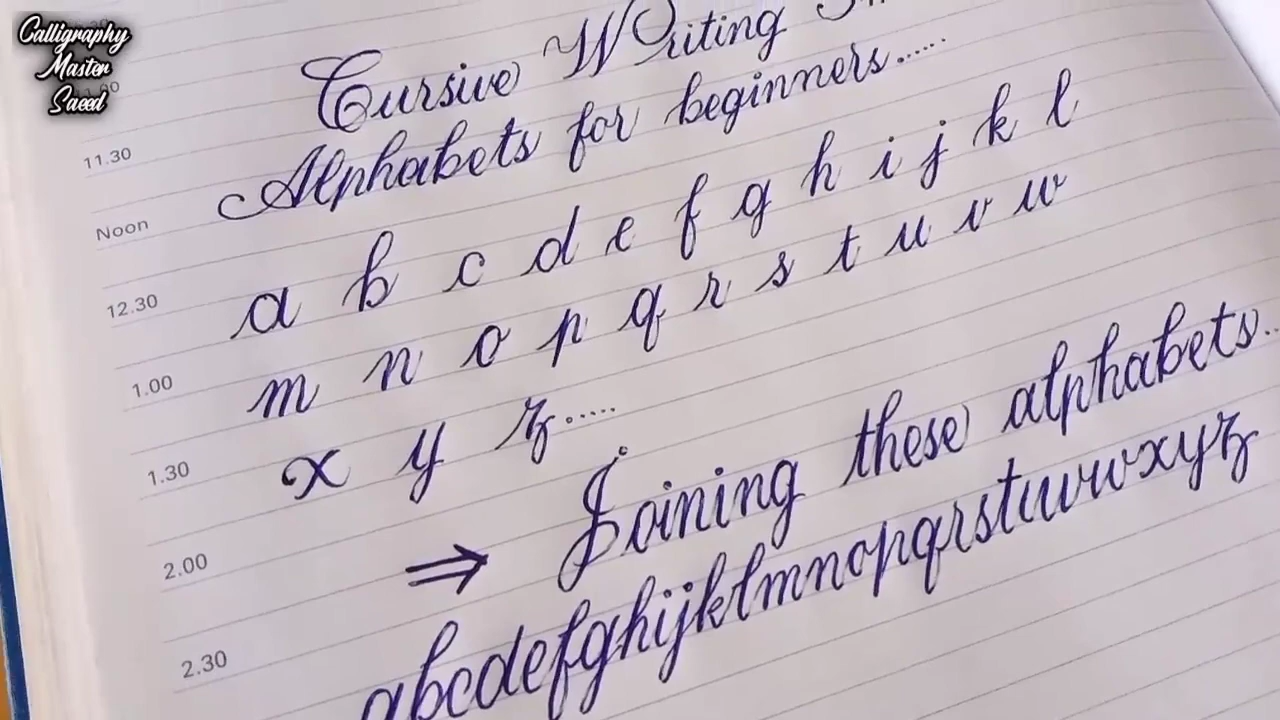 Calligraphy
Master
Saeed
Cursive Writing
Alphabets for beginners......
11.30
Noon
a b c d e f g h i j k l
12.30
m n o p q r s t u v w
1.00
x y z.....
1.30
⇒ Joining these alphabets..
2.00
abcdefghijklmnopqrstuvwxyz
2.30